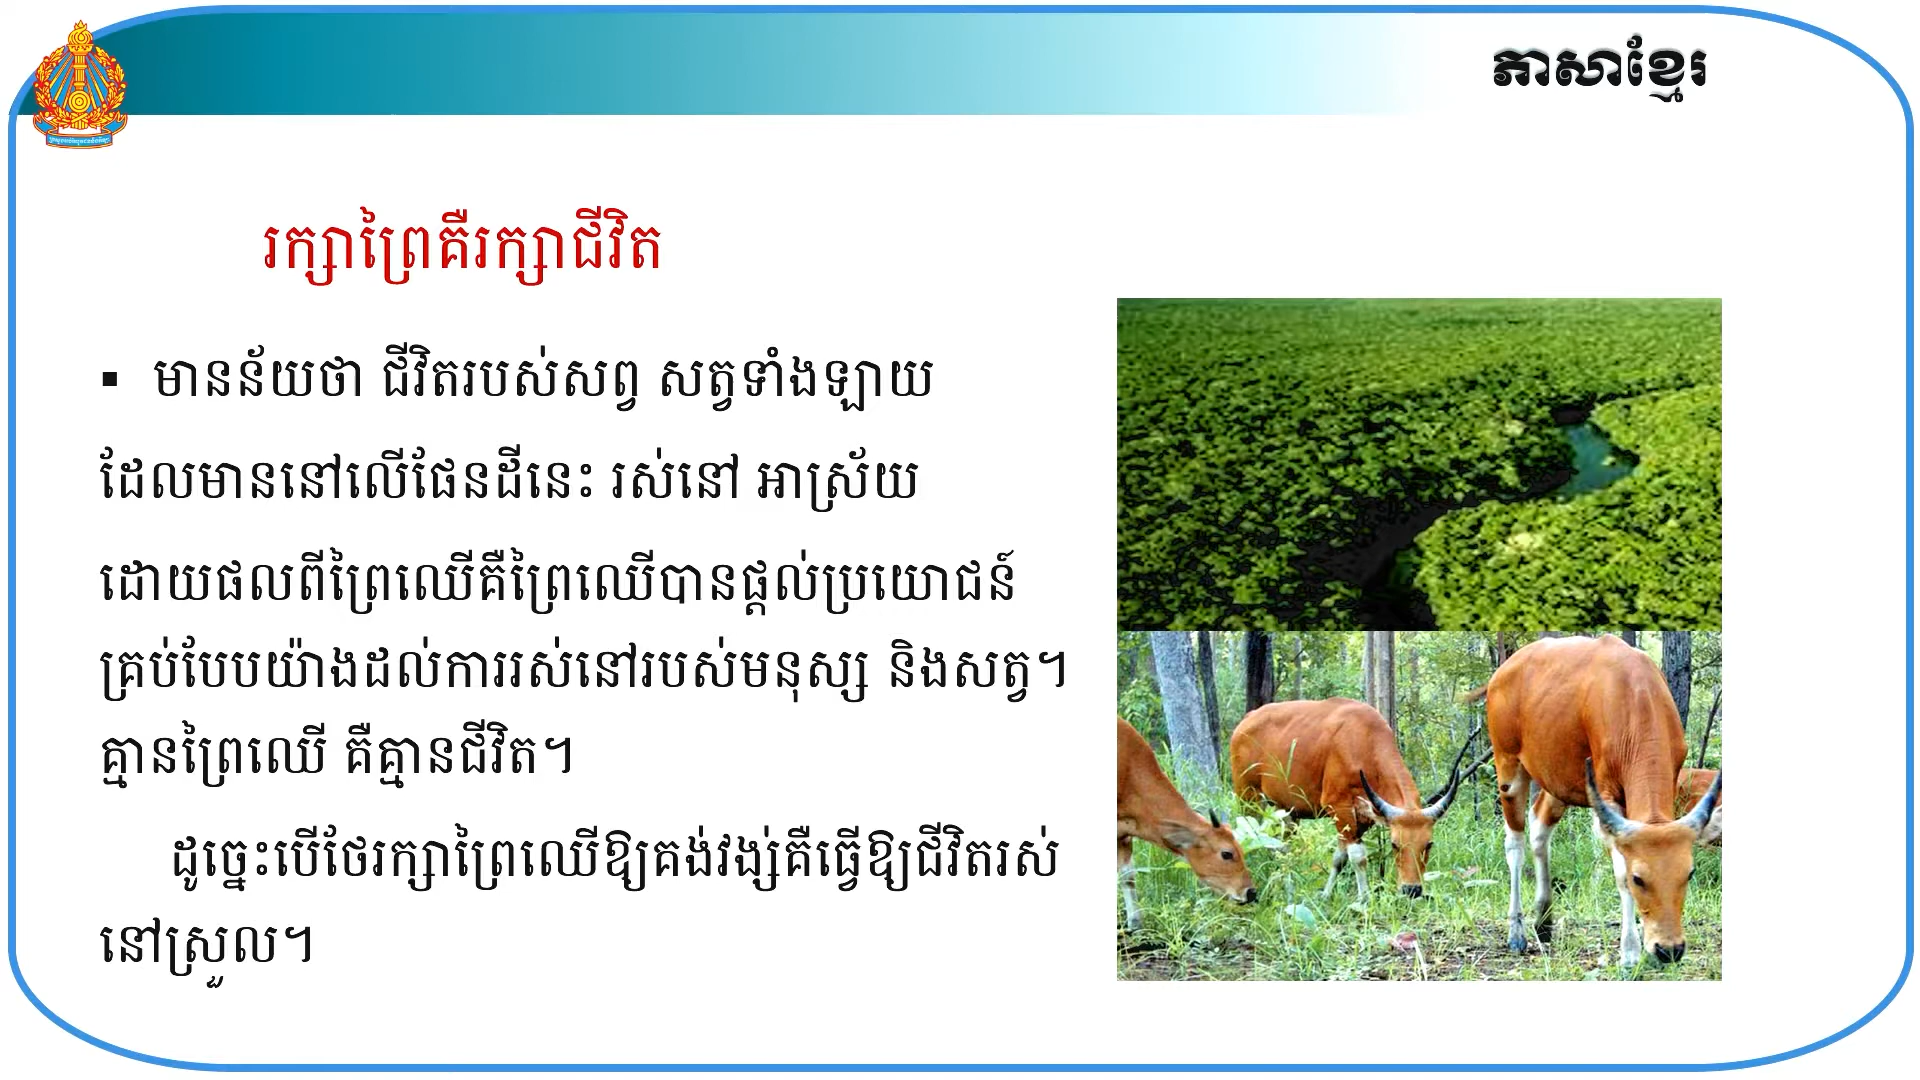 ភាសាខ្មែរ
រក្សាព្រៃគឺរក្សាជីវិត
▪ មានន័យថា ជីវិតរបស់សព្វ សត្វទាំងឡាយ
ដែលមាននៅលើផែនដីនេះ រស់នៅ អាស្រ័យ
ដោយផលពីព្រៃឈើគឺព្រៃឈើបានផ្តល់ប្រយោជន៍
គ្រប់បែបយ៉ាងដល់ការរស់នៅរបស់មនុស្ស និងសត្វ។
គ្មានព្រៃឈើ គឺគ្មានជីវិត។
ដូច្នេះបើថែរក្សាព្រៃឈើឱ្យគង់វង្ស់គឺធ្វើឱ្យជីវិតរស់
នៅស្រួល។